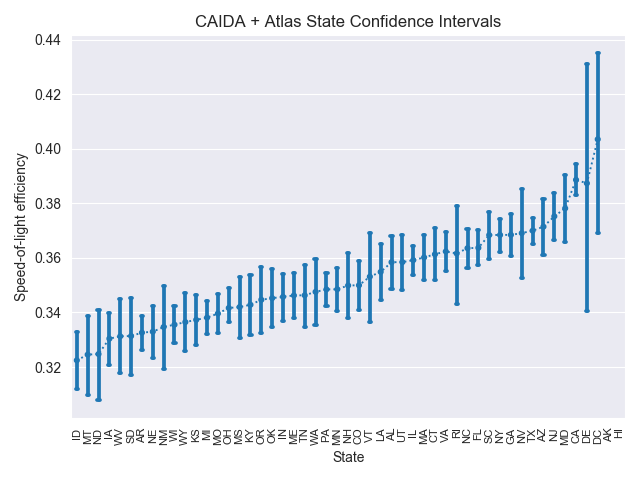 CAIDA + Atlas State Confidence Intervals
0.44
0.42
0.40
0.38
0.36
0.34
0.32
Speed-of-light efficiency
ID MT ND IA WV SD AR NE NM WI WY KS MI MO OH MS KY OR OK IN ME TN WA PA MN NH CO VT LA AL UT IL MA CT VA RI NC FL SC NY GA NV TX AZ NJ MD CA DE DC AK HI
State